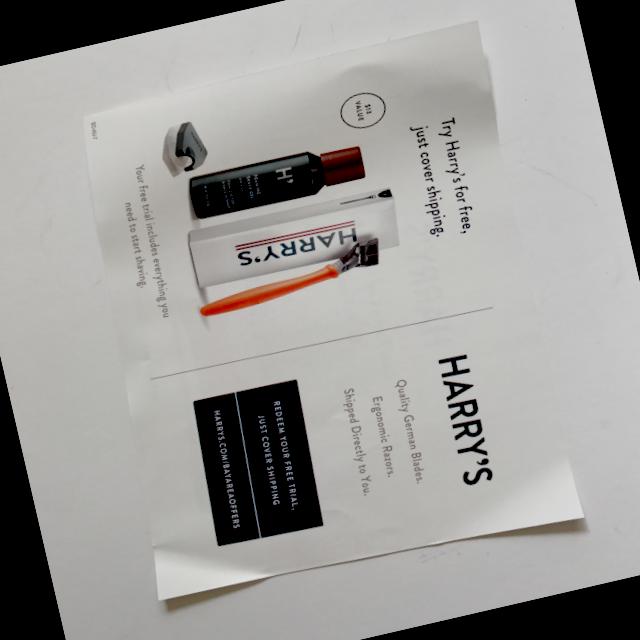 Try Harry's for free,
just cover shipping.
$13
VALUE
H'
HARRY'S
Your free trial includes everything you
need to start shaving.
HARRY'S
Quality German Blades.
Ergonomic Razors.
Shipped Directly to You.
REDEEM YOUR FREE TRIAL,
JUST COVER SHIPPING
HARRYS.COM/BAYAREAOFFERS